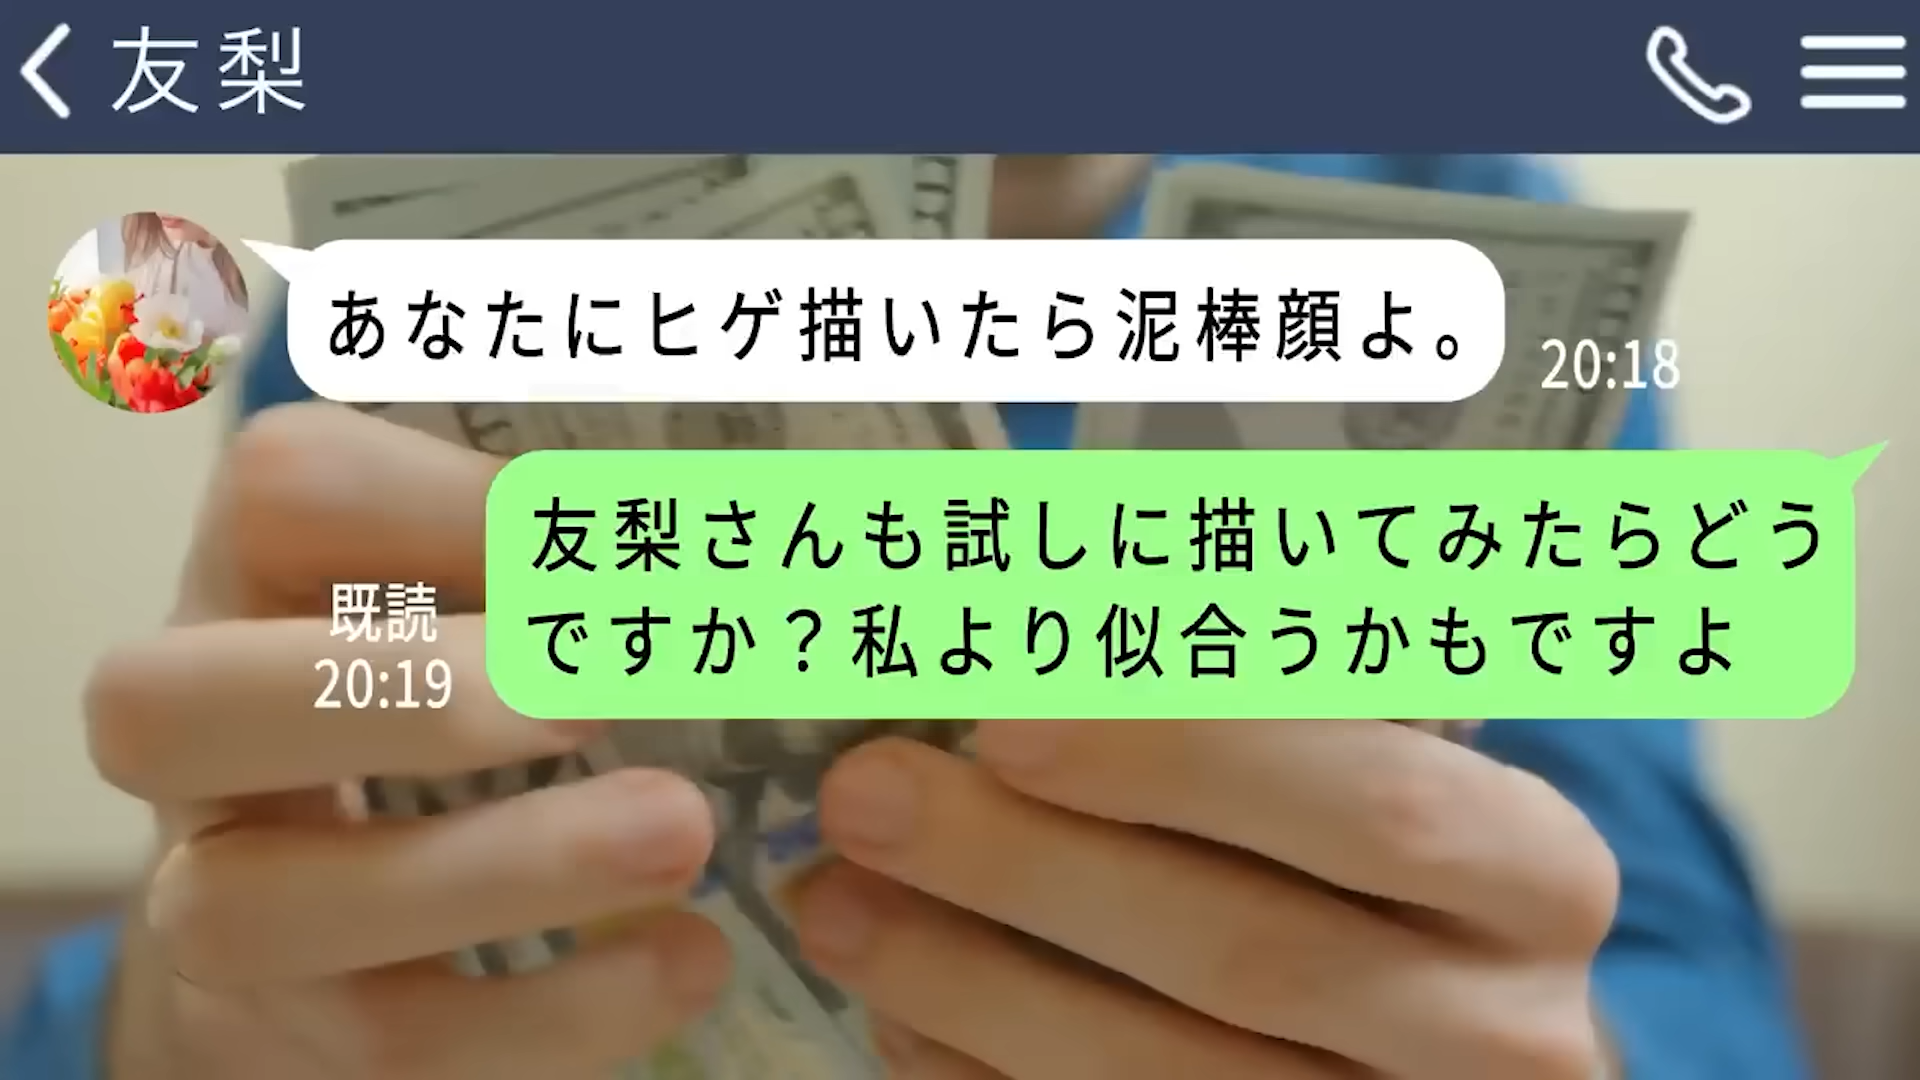 友梨
あなたにヒゲ描いたら泥棒顔よ。
20:18
友梨さんも試しに描いてみたらどう
ですか？私より似合うかもですよ
既読
20:19